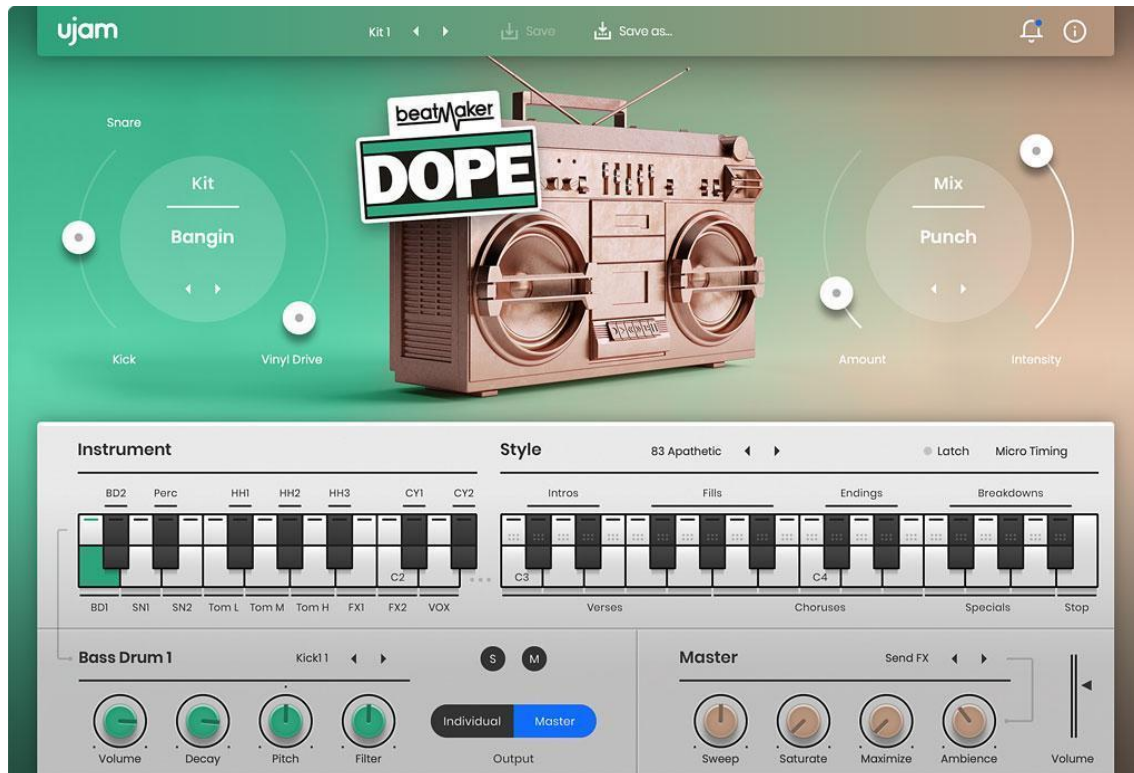 ujam
Kit 1
Save
Save as...
beatMaker
DOPE
Snare
Kit
Bangin
Kick
Vinyl Drive
Mix
Punch
Amount
Intensity
Instrument
Style
83 Apathetic
Latch
Micro Timing
BD2 Perc HH1 HH2 HH3 CY1 CY2
Intros Fills Endings Breakdowns
C2
C3
C4
BD1 SN1 SN2 Tom L Tom M Tom H FX1 FX2 VOX
Verses Choruses Specials Stop
Bass Drum 1
Kick1 1
S M
Master
Send FX
Individual Master
Volume Decay Pitch Filter
Output
Sweep Saturate Maximize Ambience
Volume